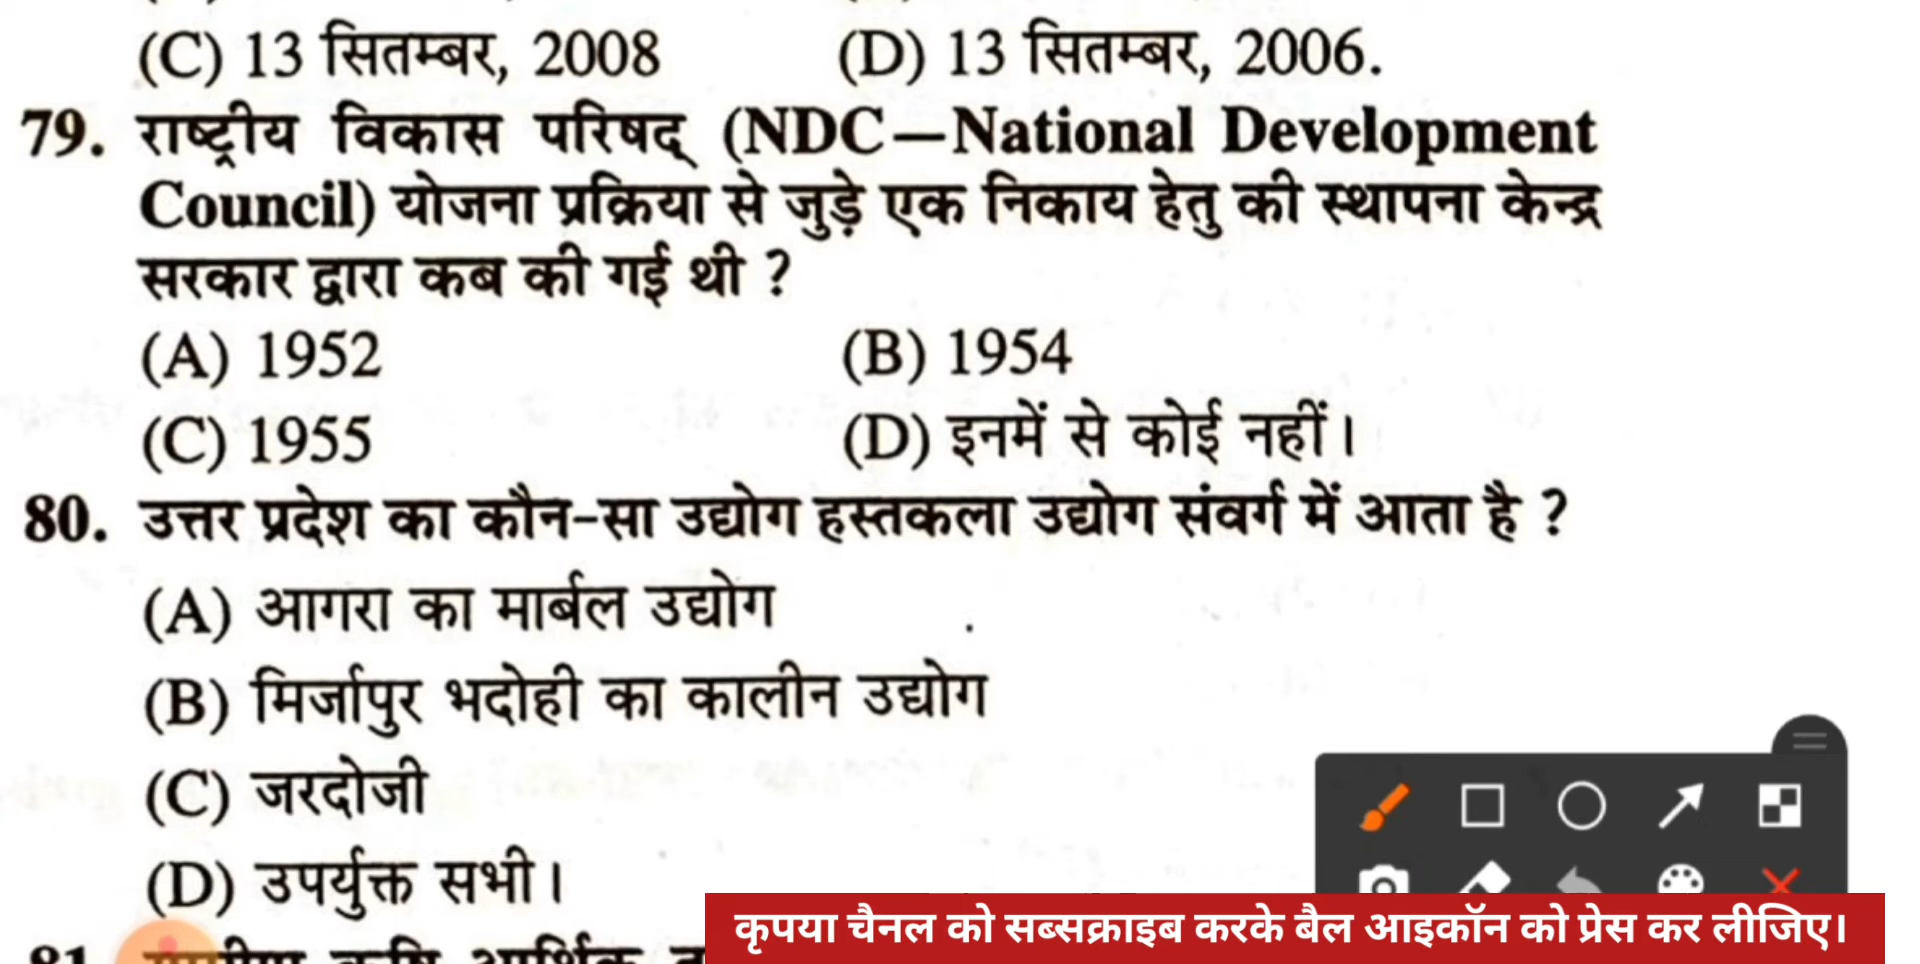 (C) 13 सितम्बर, 2008 (D) 13 सितम्बर, 2006.
79. राष्ट्रीय विकास परिषद् (NDC—National Development
Council) योजना प्रक्रिया से जुड़े एक निकाय हेतु की स्थापना केन्द्र
सरकार द्वारा कब की गई थी ?
(A) 1952 (B) 1954
(C) 1955 (D) इनमें से कोई नहीं।
80. उत्तर प्रदेश का कौन-सा उद्योग हस्तकला उद्योग संवर्ग में आता है ?
(A) आगरा का मार्बल उद्योग
(B) मिर्जापुर भदोही का कालीन उद्योग
(C) जरदोजी
(D) उपर्युक्त सभी।
कृपया चैनल को सब्सक्राइब करके बैल आइकॉन को प्रेस कर लीजिए।
81.